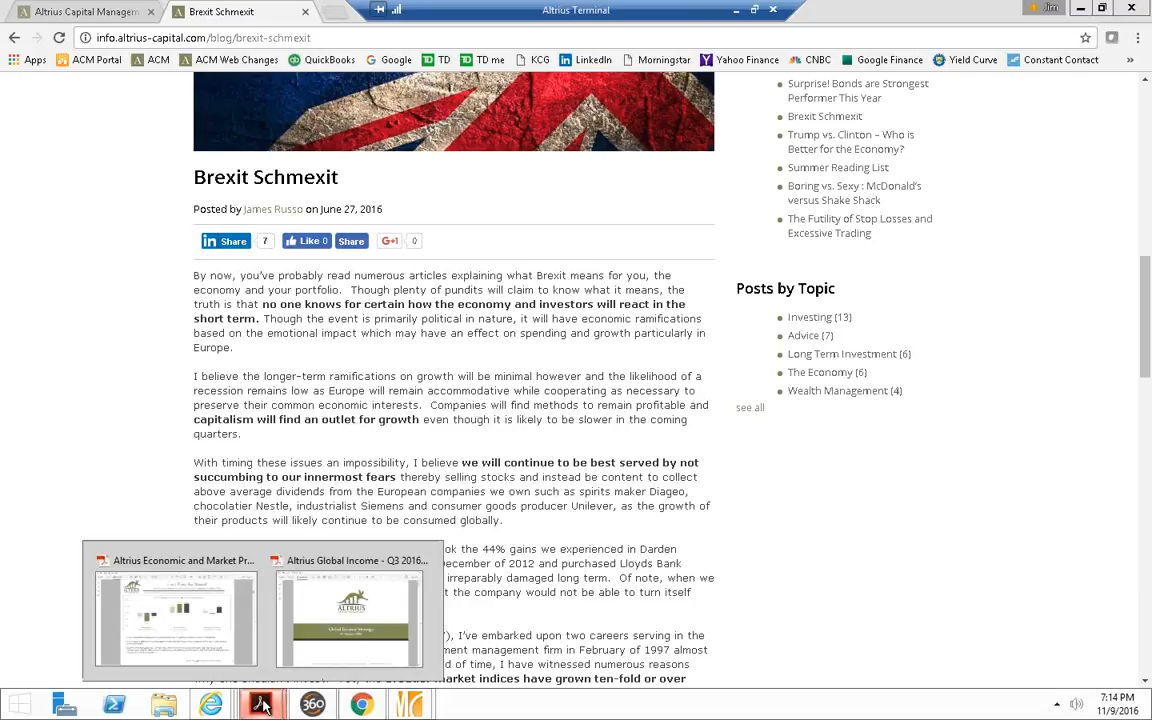 Altrius Capital Managem
Brexit Schmexit
Altrius Terminal
Jim
info.altrius-capital.com/blog/brexit-schmexit
Apps ACM Portal ACM ACM Web Changes QuickBooks Google TD TD me KCG LinkedIn Morningstar Yahoo Finance CNBC Google Finance Yield Curve Constant Contact »
Brexit Schmexit
Posted by James Russo on June 27, 2016
in Share 7 Like 0 Share G+1 0
By now, you've probably read numerous articles explaining what Brexit means for you, the
economy and your portfolio. Though plenty of pundits will claim to know what it means, the
truth is that no one knows for certain how the economy and investors will react in the
short term. Though the event is primarily political in nature, it will have economic ramifications
based on the emotional impact which may have an effect on spending and growth particularly in
Europe.
I believe the longer-term ramifications on growth will be minimal however and the likelihood of a
recession remains low as Europe will remain accommodative while cooperating as necessary to
preserve their common economic interests. Companies will find methods to remain profitable and
capitalism will find an outlet for growth even though it is likely to be slower in the coming
quarters.
With timing these issues an impossibility, I believe we will continue to be best served by not
succumbing to our innermost fears thereby selling stocks and instead be content to collect
above average dividends from the European companies we own such as spirits maker Diageo,
chocolatier Nestle, industrialist Siemens and consumer goods producer Unilever, as the growth of
their products will likely continue to be consumed globally.
ok the 44% gains we experienced in Darden
ecember of 2012 and purchased Lloyds Bank
irreparably damaged long term. Of note, when we
t the company would not be able to turn itself
), I've embarked upon two careers serving in the
ment management firm in February of 1997 almost
d of time, I have witnessed numerous reasons
market indices have grown ten-fold or over
Surprise! Bonds are Strongest
Performer This Year
Brexit Schmexit
Trump vs. Clinton – Who is
Better for the Economy?
Summer Reading List
Boring vs. Sexy : McDonald's
versus Shake Shack
The Futility of Stop Losses and
Excessive Trading
Posts by Topic
Investing (13)
Advice (7)
Long Term Investment (6)
The Economy (6)
Wealth Management (4)
see all
Altrius Economic and Market Pr...
Altrius Global Income - Q3 2016...
ALTRIUS
360
7:14 PM
11/9/2016